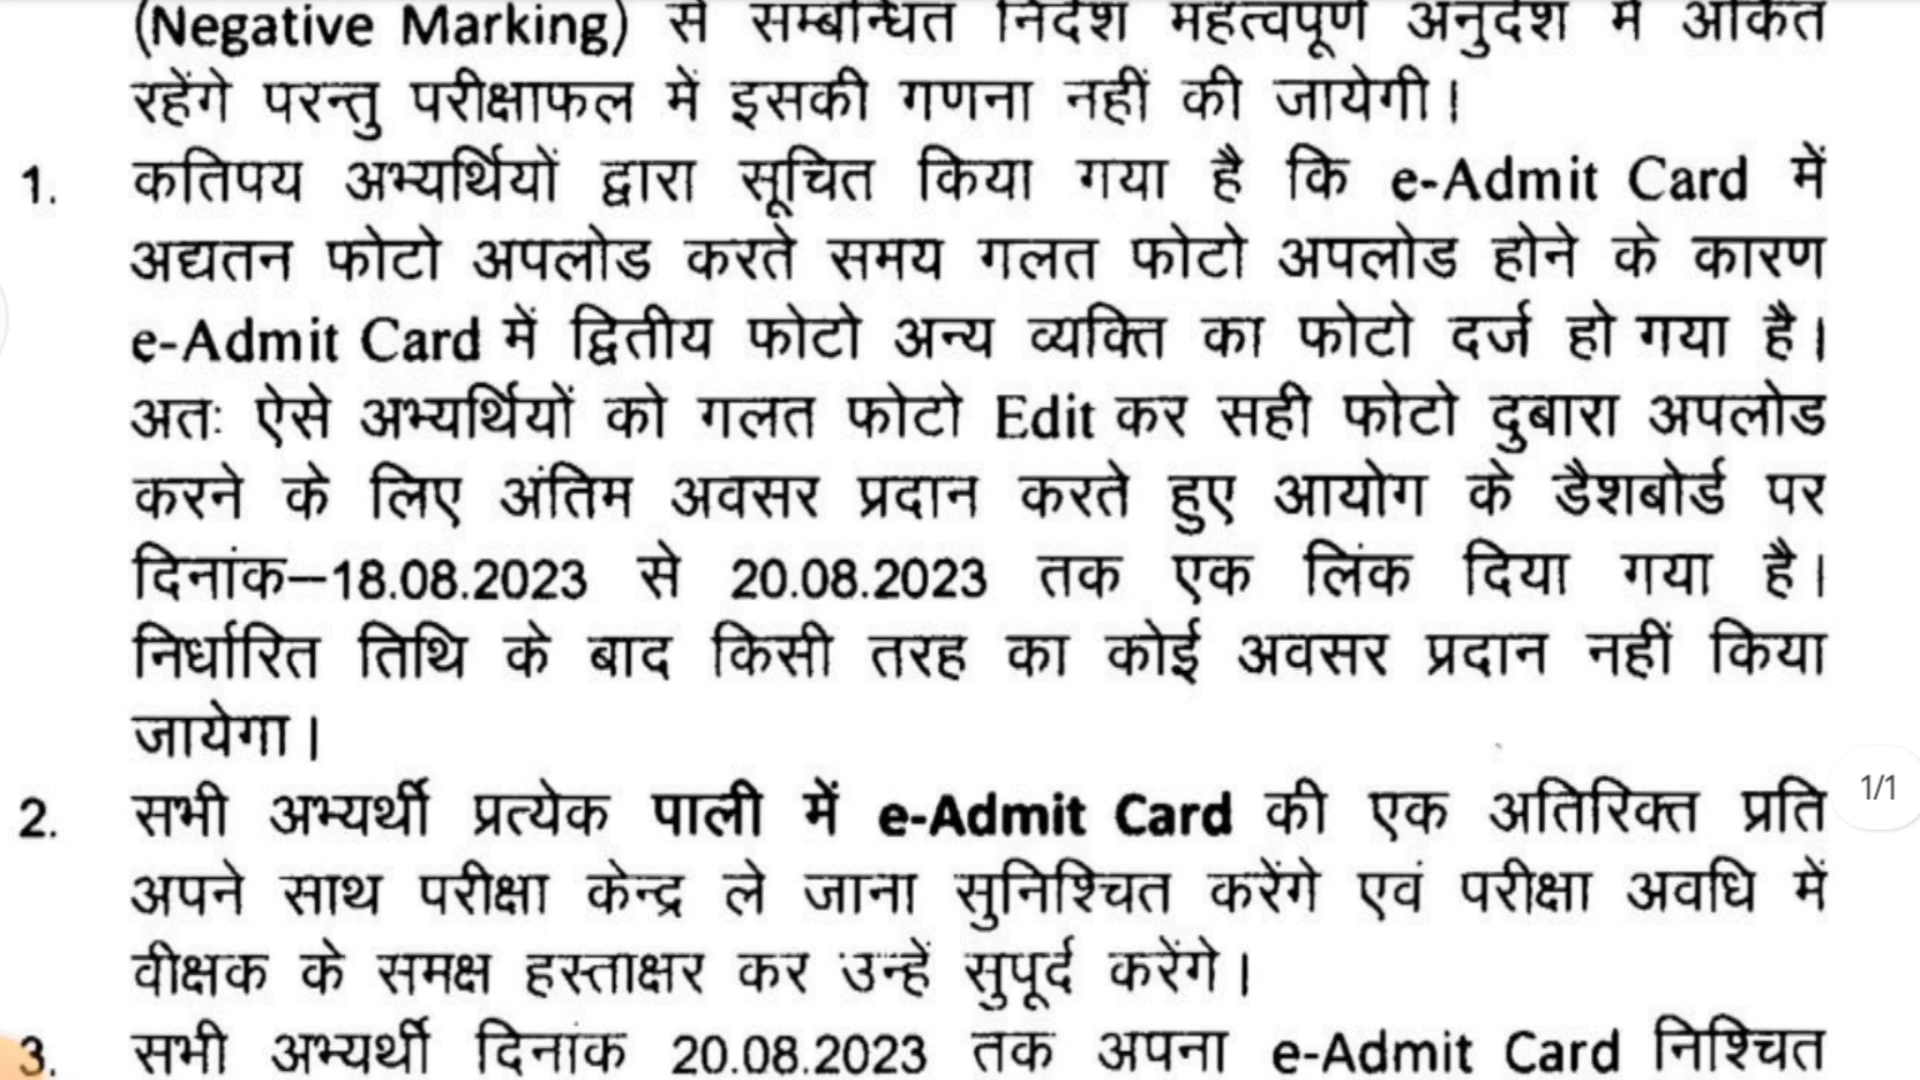 (Negative Marking) से सम्बन्धित निर्देश महत्वपूर्ण अनुदेश में अंकित
रहेंगे परन्तु परीक्षाफल में इसकी गणना नहीं की जायेगी।
1. कतिपय अभ्यर्थियों द्वारा सूचित किया गया है कि e-Admit Card में
अद्यतन फोटो अपलोड करते समय गलत फोटो अपलोड होने के कारण
e-Admit Card में द्वितीय फोटो अन्य व्यक्ति का फोटो दर्ज हो गया है।
अतः ऐसे अभ्यर्थियों को गलत फोटो Edit कर सही फोटो दुबारा अपलोड
करने के लिए अंतिम अवसर प्रदान करते हुए आयोग के डैशबोर्ड पर
दिनांक–18.08.2023 से 20.08.2023 तक एक लिंक दिया गया है।
निर्धारित तिथि के बाद किसी तरह का कोई अवसर प्रदान नहीं किया
जायेगा।
2. सभी अभ्यर्थी प्रत्येक पाली में e-Admit Card की एक अतिरिक्त प्रति
1/1
अपने साथ परीक्षा केन्द्र ले जाना सुनिश्चित करेंगे एवं परीक्षा अवधि में
वीक्षक के समक्ष हस्ताक्षर कर उन्हें सुपूर्द करेंगे।
3. सभी अभ्यर्थी दिनांक 20.08.2023 तक अपना e-Admit Card निश्चित